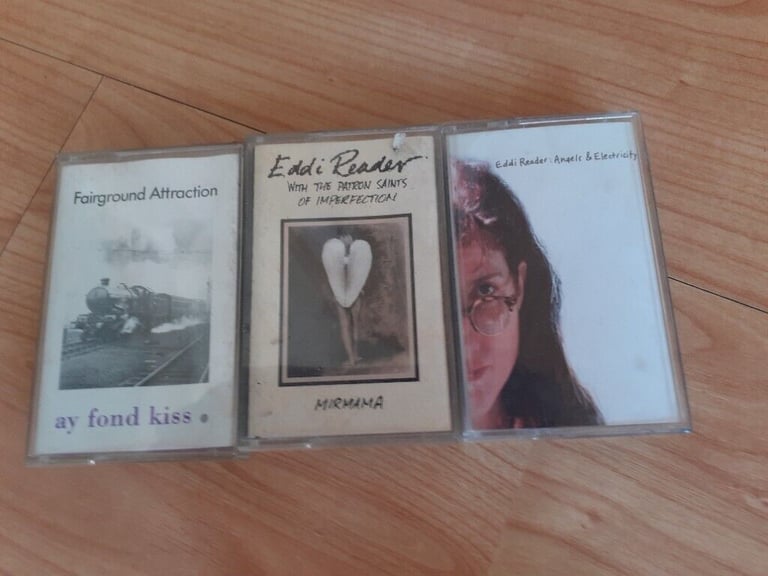 Fairground Attraction
ay fond kiss
Eddi Reader
WITH THE PATRON SAINTS
OF IMPERFECTION
MIRMAMA
Eddi Reader: Angels & Electricity